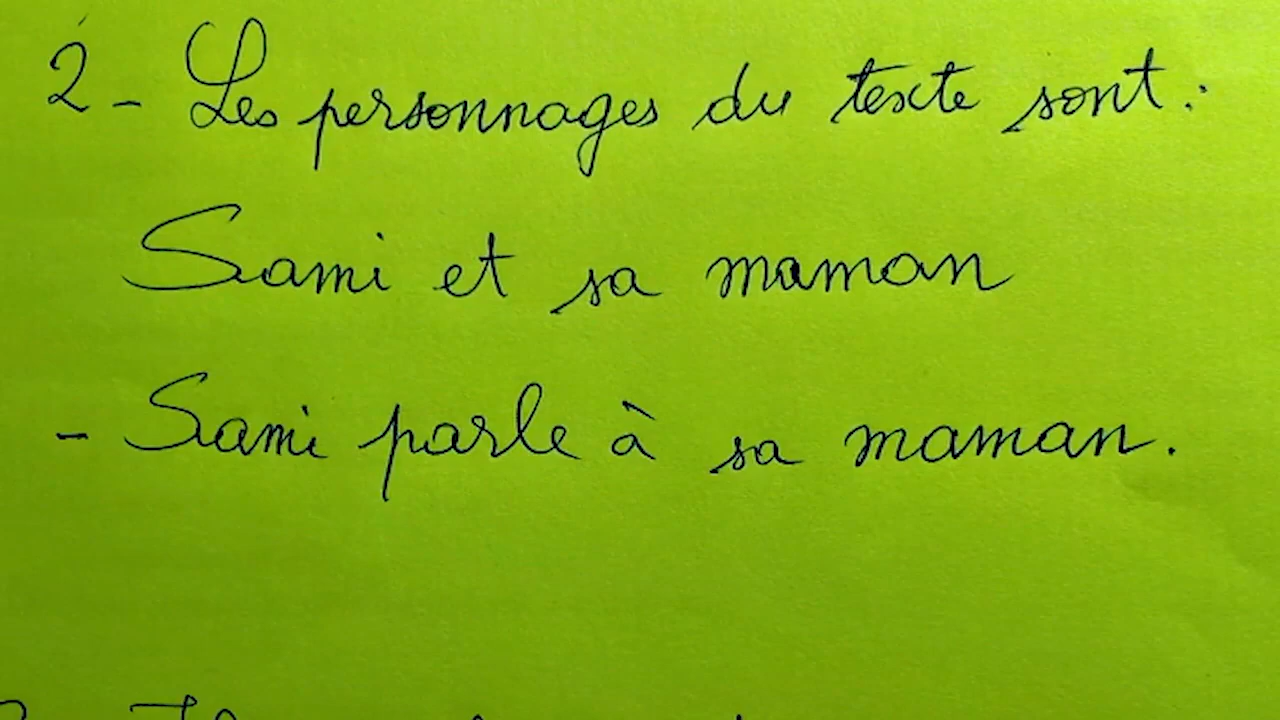 2- Les personnages du texte sont :
Sami et sa maman
- Sami parle à sa maman.